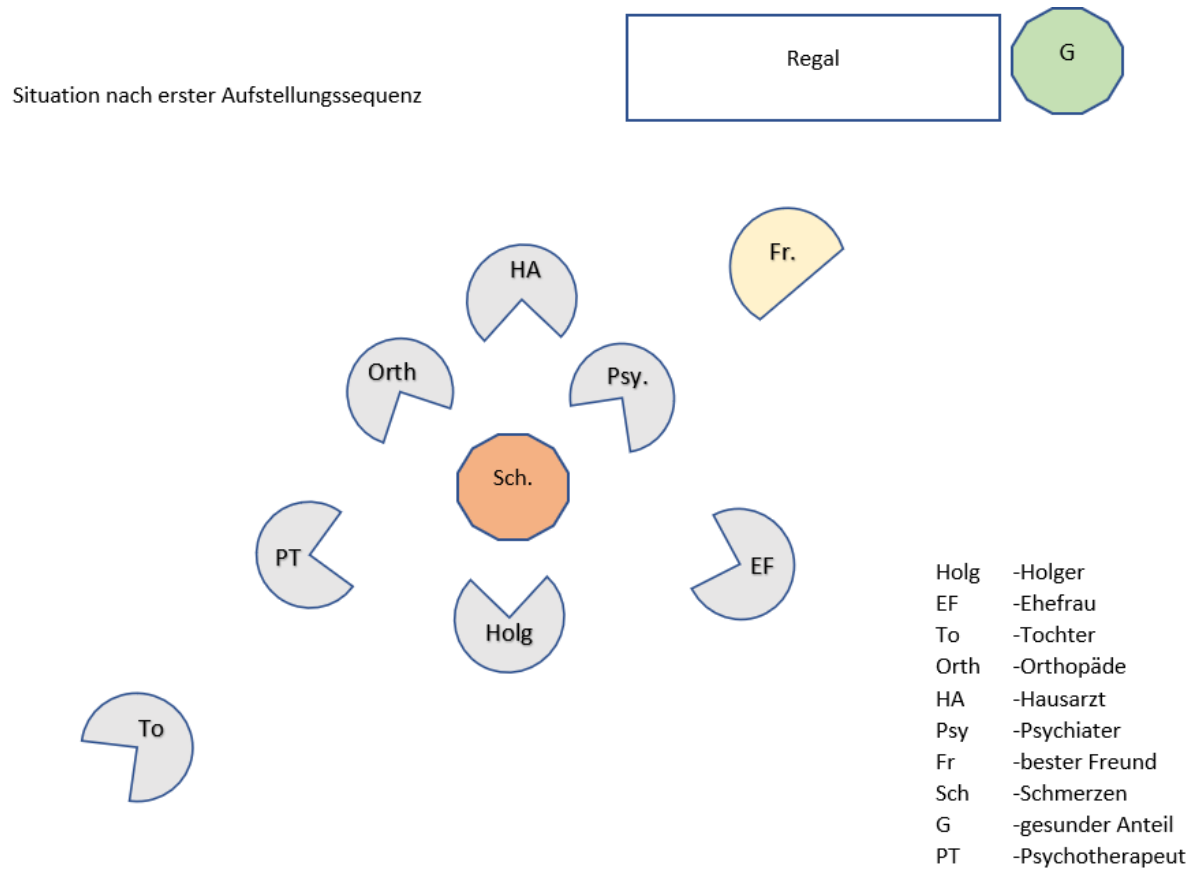 Regal
G
Situation nach erster Aufstellungssequenz
Fr.
HA
Orth
Psy.
Sch.
PT
EF
Holg
To
Holg -Holger
EF -Ehefrau
To -Tochter
Orth -Orthopäde
HA -Hausarzt
Psy -Psychiater
Fr -bester Freund
Sch -Schmerzen
G -gesunder Anteil
PT -Psychotherapeut